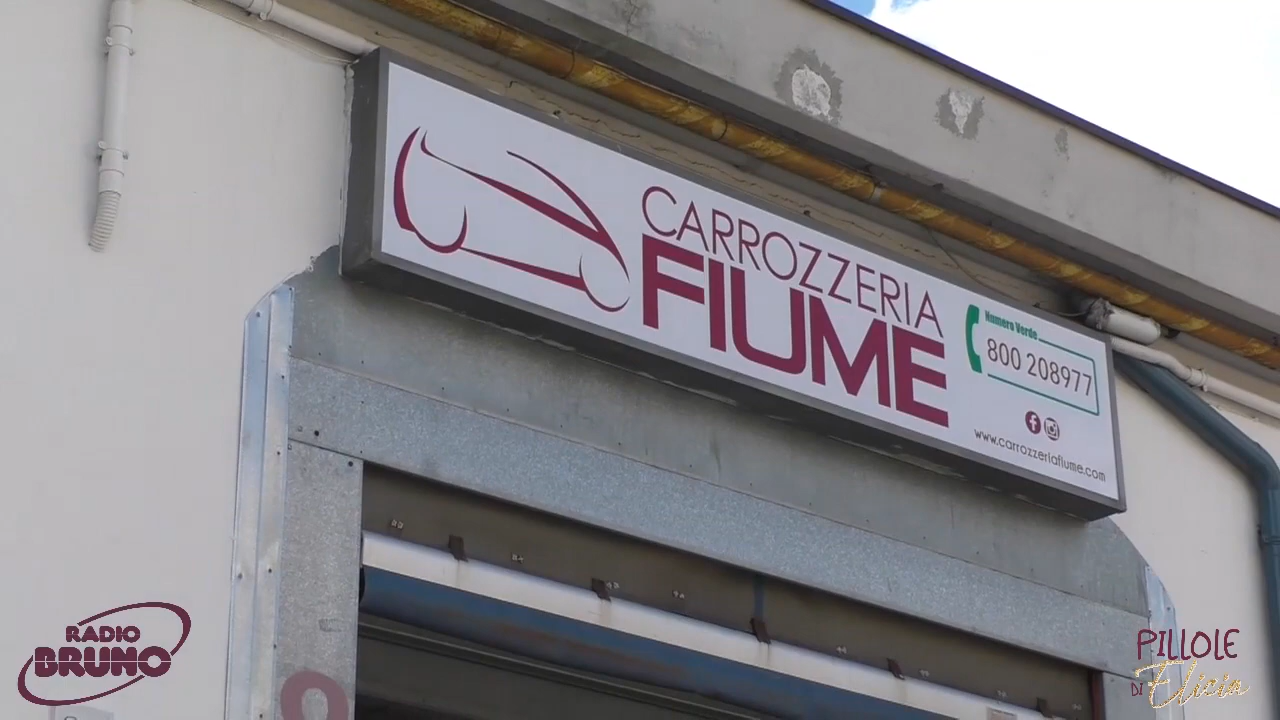 CARROZZERIA
FIUME
Numero Verde
800 208977
www.carrozzeriafiume.com
RADIO
BRUNO
PILLOLE
DI Elicia